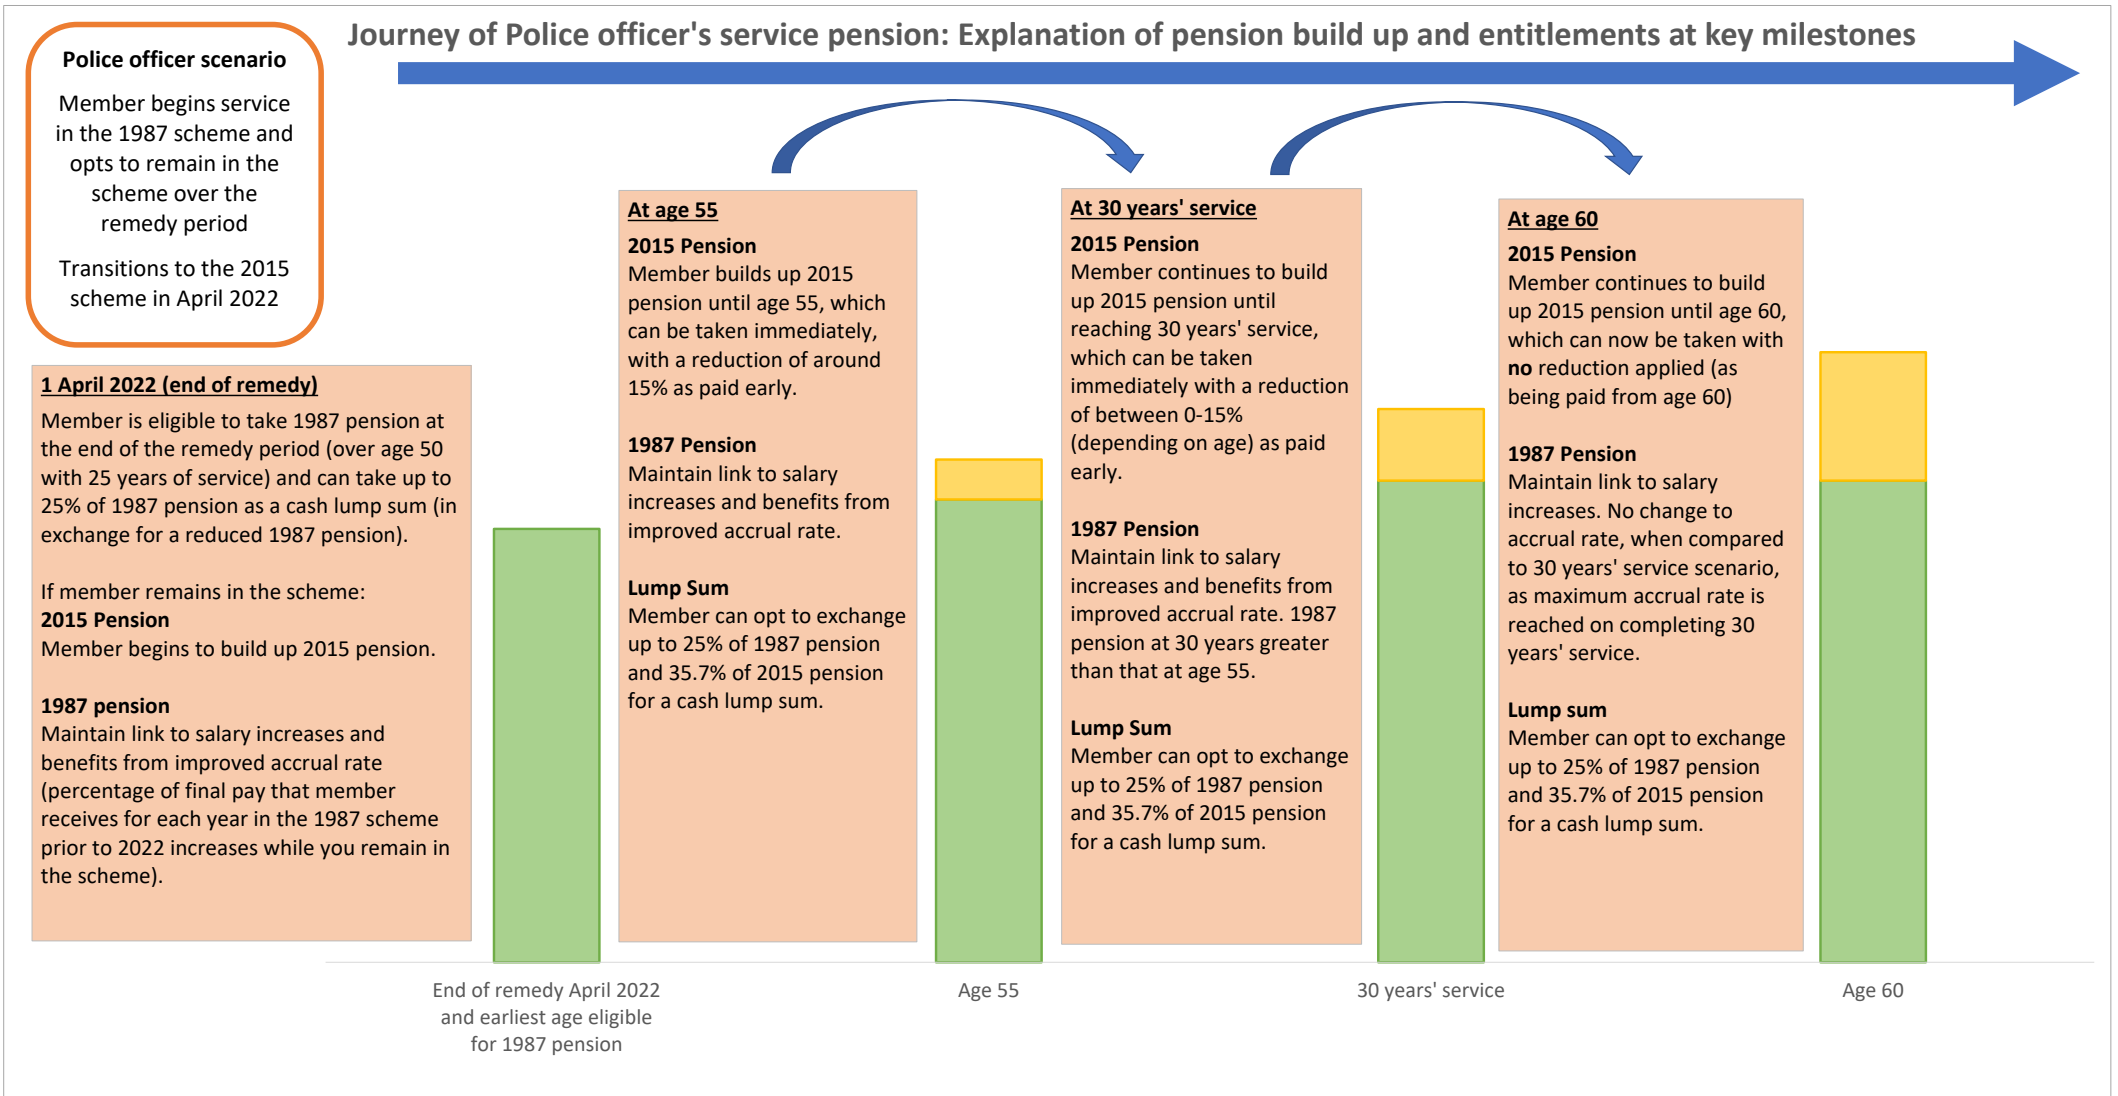 Journey of Police officer's service pension: Explanation of pension build up and entitlements at key milestones
Police officer scenario
Member begins service
in the 1987 scheme and
opts to remain in the
scheme over the
remedy period
Transitions to the 2015
scheme in April 2022
1 April 2022 (end of remedy)
Member is eligible to take 1987 pension at
the end of the remedy period (over age 50
with 25 years of service) and can take up to
25% of 1987 pension as a cash lump sum (in
exchange for a reduced 1987 pension).
If member remains in the scheme:
2015 Pension
Member begins to build up 2015 pension.
1987 pension
Maintain link to salary increases and
benefits from improved accrual rate
(percentage of final pay that member
receives for each year in the 1987 scheme
prior to 2022 increases while you remain in
the scheme).
At age 55
2015 Pension
Member builds up 2015
pension until age 55, which
can be taken immediately,
with a reduction of around
15% as paid early.
1987 Pension
Maintain link to salary
increases and benefits from
improved accrual rate.
Lump Sum
Member can opt to exchange
up to 25% of 1987 pension
and 35.7% of 2015 pension
for a cash lump sum.
At 30 years' service
2015 Pension
Member continues to build
up 2015 pension until
reaching 30 years' service,
which can be taken
immediately with a reduction
of between 0-15%
(depending on age) as paid
early.
1987 Pension
Maintain link to salary
increases and benefits from
improved accrual rate. 1987
pension at 30 years greater
than that at age 55.
Lump Sum
Member can opt to exchange
up to 25% of 1987 pension
and 35.7% of 2015 pension
for a cash lump sum.
At age 60
2015 Pension
Member continues to build
up 2015 pension until age 60,
which can now be taken with
no reduction applied (as
being paid from age 60)
1987 Pension
Maintain link to salary
increases. No change to
accrual rate, when compared
to 30 years' service scenario,
as maximum accrual rate is
reached on completing 30
years' service.
Lump sum
Member can opt to exchange
up to 25% of 1987 pension
and 35.7% of 2015 pension
for a cash lump sum.
End of remedy April 2022
and earliest age eligible
for 1987 pension
Age 55
30 years' service
Age 60